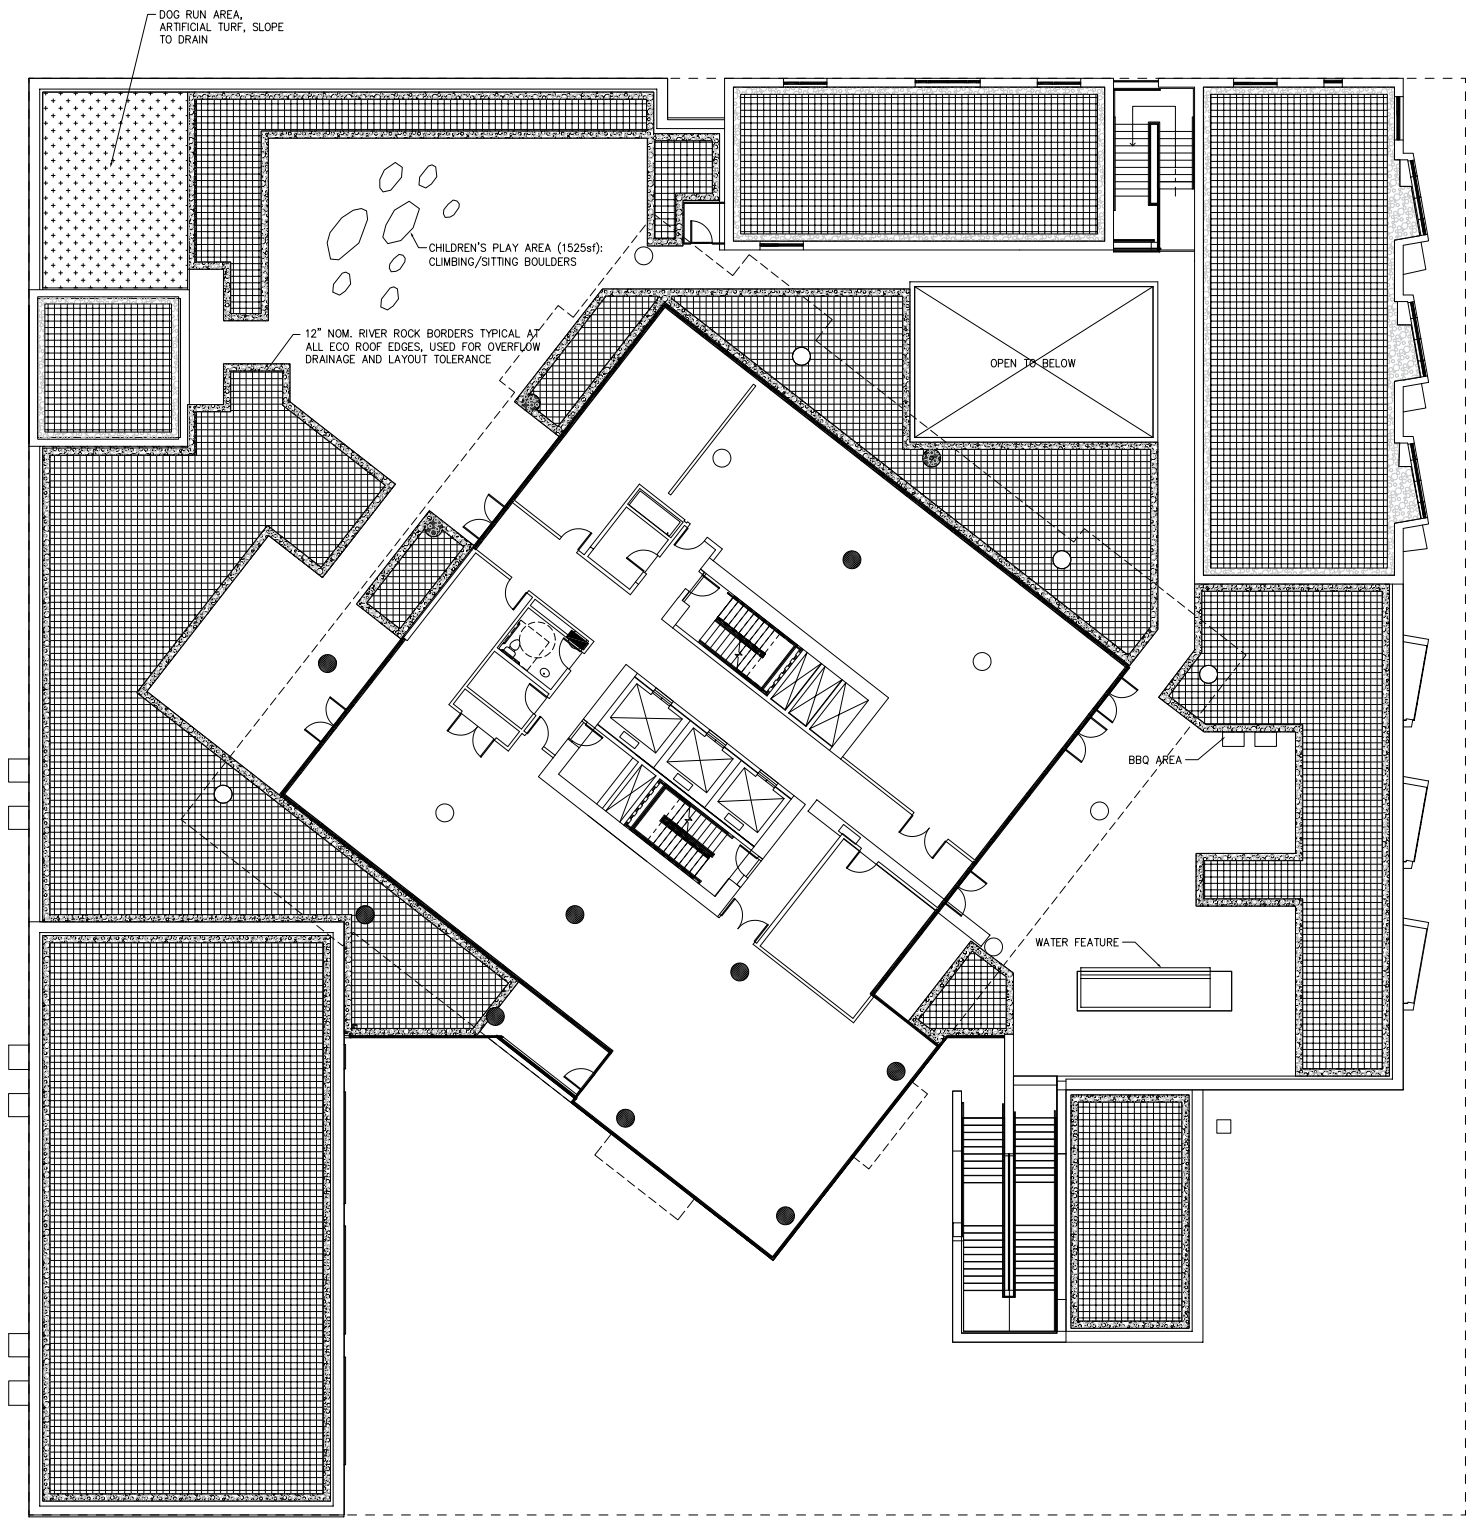 DOG RUN AREA,
ARTIFICIAL TURF, SLOPE
TO DRAIN
CHILDREN'S PLAY AREA (1525sf):
CLIMBING/SITTING BOULDERS
12" NOM. RIVER ROCK BORDERS TYPICAL AT
ALL ECO ROOF EDGES, USED FOR OVERFLOW
DRAINAGE AND LAYOUT TOLERANCE
OPEN TO BELOW
BBQ AREA
WATER FEATURE